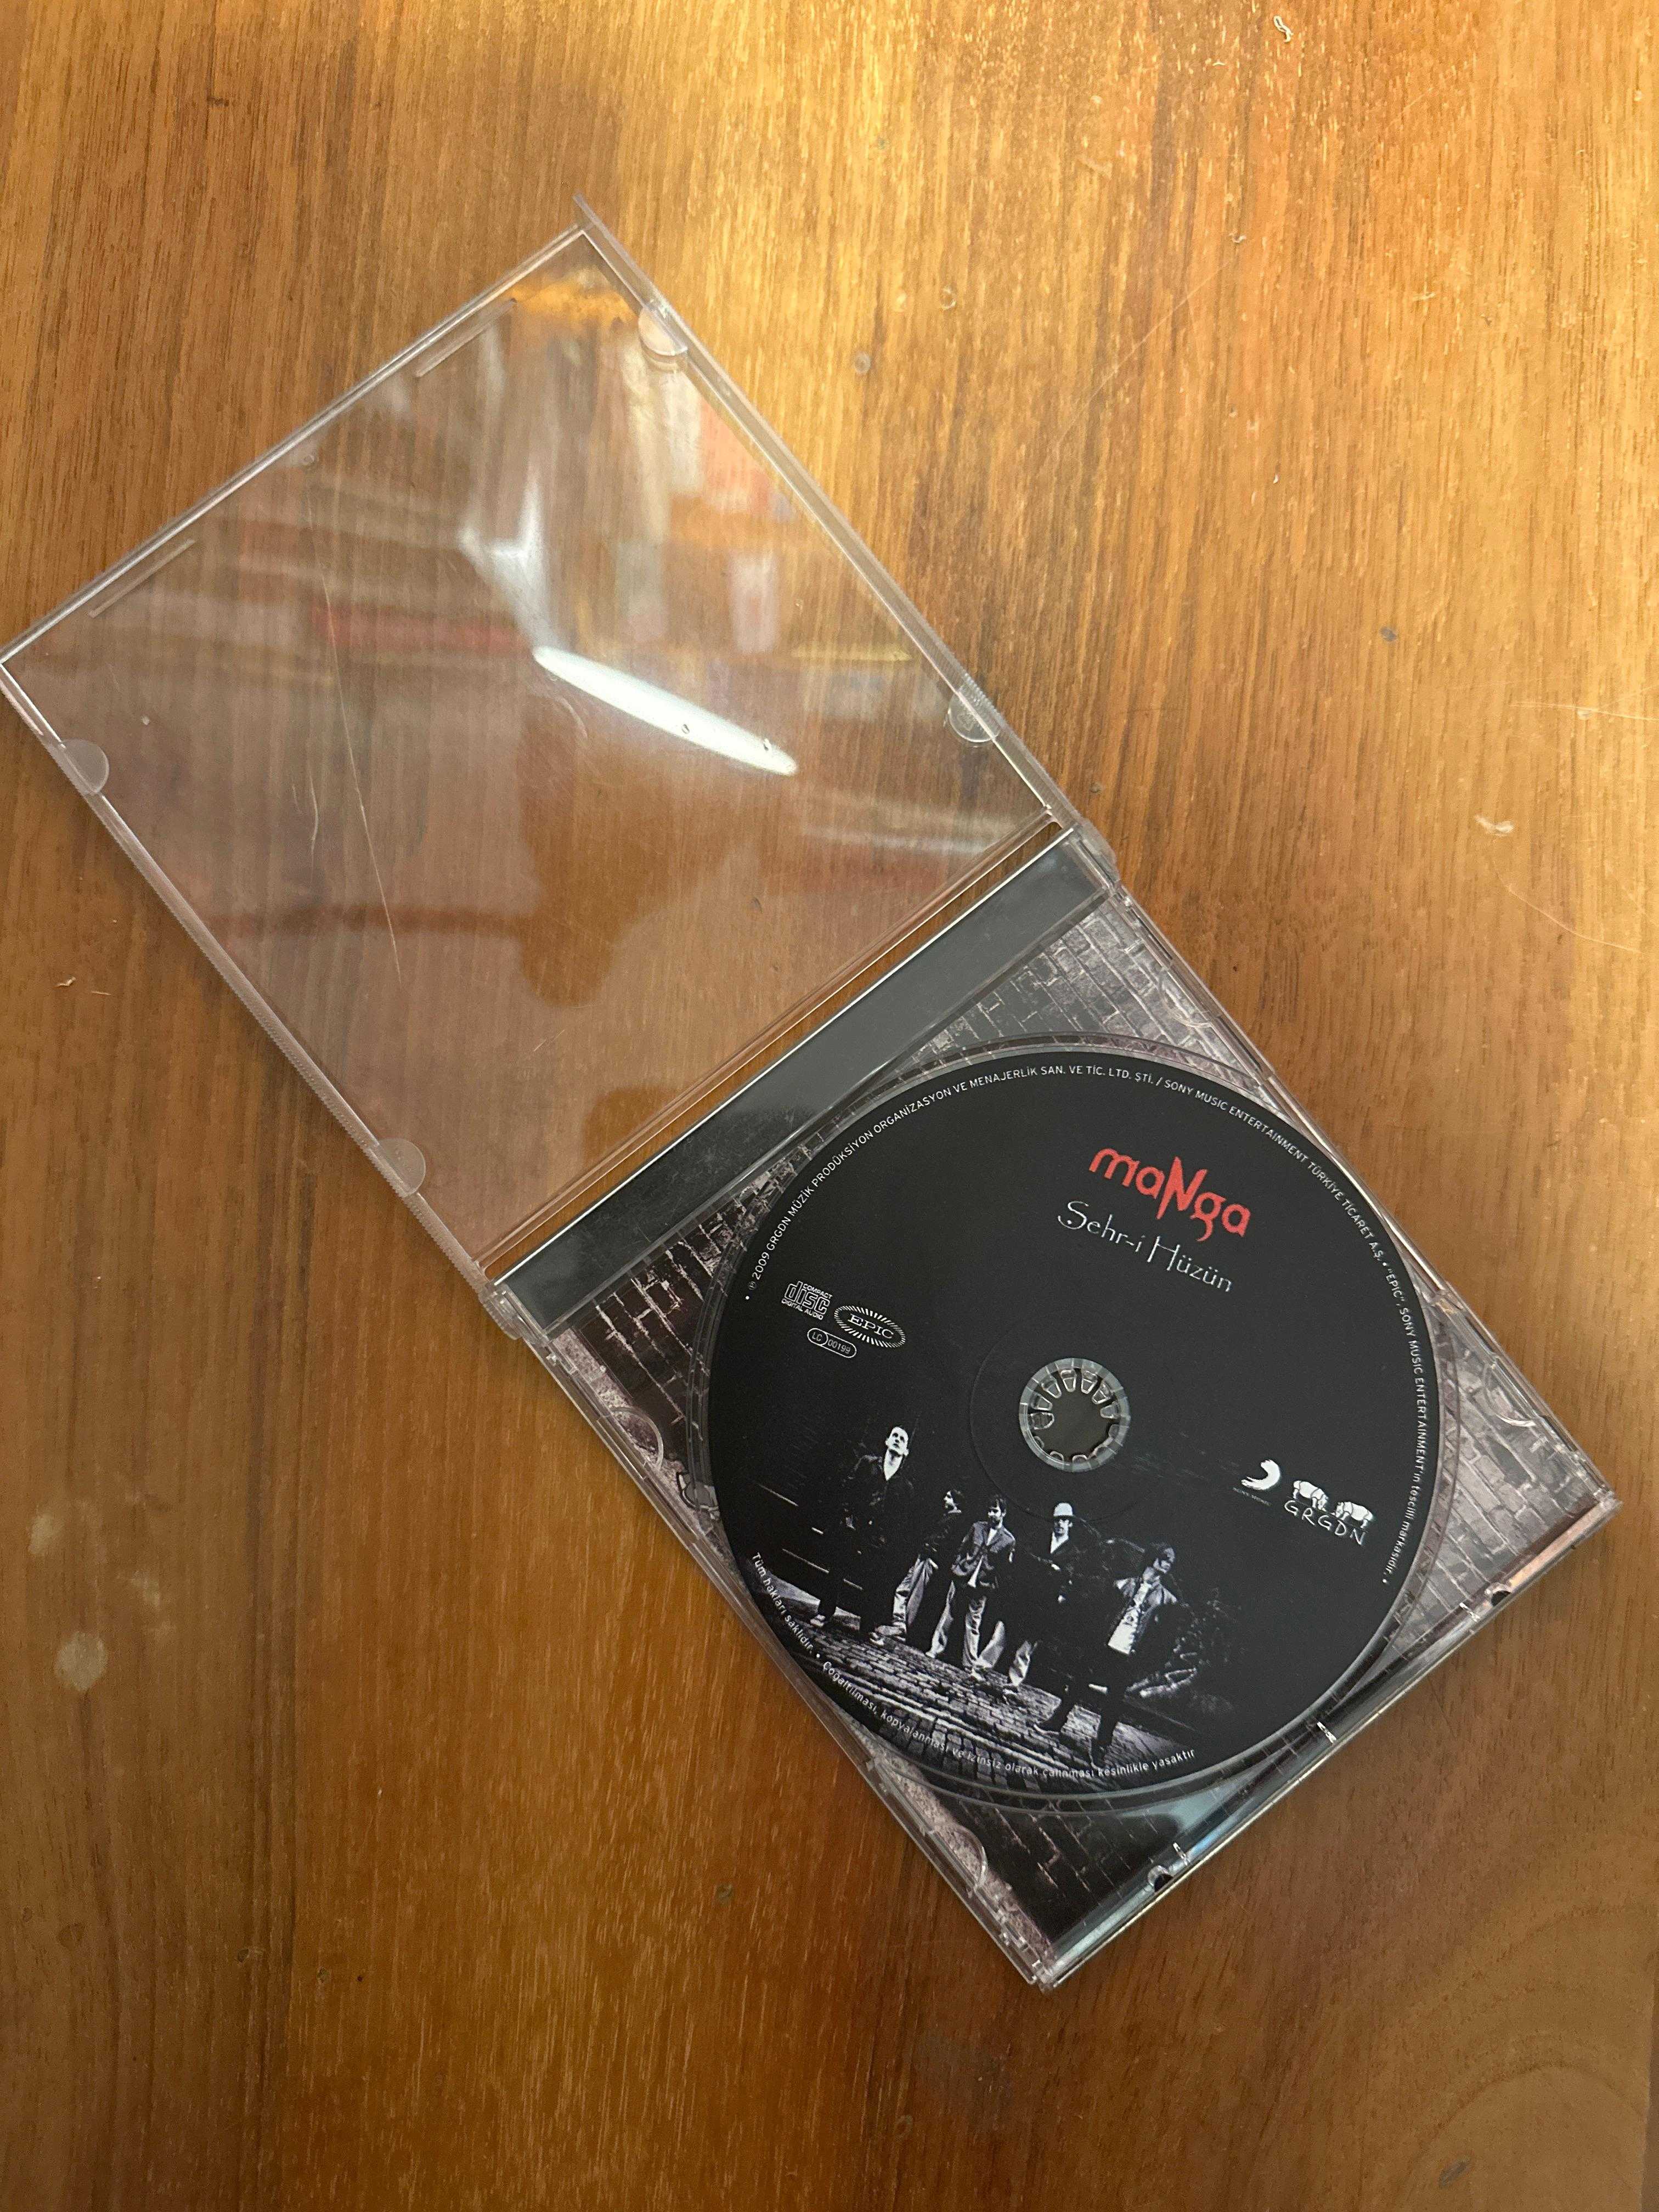 ℗ 2009 GRGDN MÜZİK PRODÜKSİYON ORGANİZASYON VE MENAJERLİK SAN. VE TİC. LTD. ŞTİ. / SONY MUSIC ENTERTAINMENT TÜRKİYE TİCARET A.Ş. • "EPIC", SONY MUSIC ENTERTAINMENT'ın tescilli markasıdır. •
maNga
Şehr-i Hüzün
COMPACT
disc
DIGITAL AUDIO
EPIC
LC 00199
GRGDN
Tüm hakları saklıdır. • Çoğaltılması, kopyalanması ve izinsiz olarak çalınması kesinlikle yasaktır